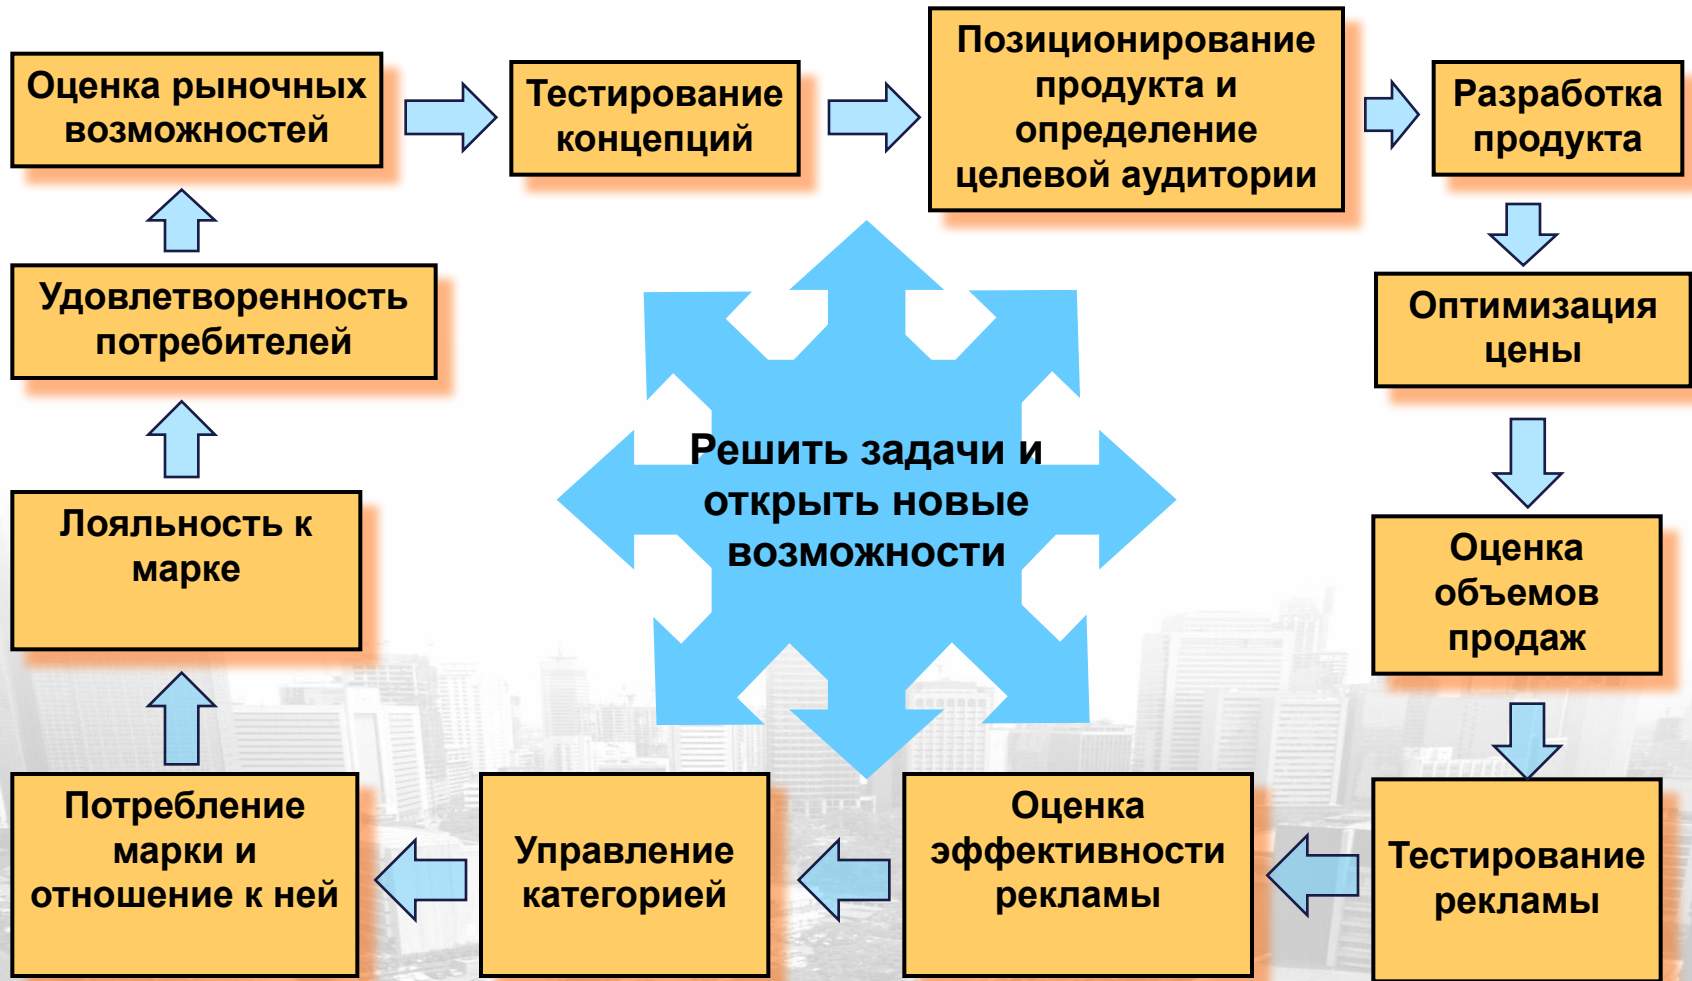 Оценка рыночных
возможностей
Тестирование
концепций
Позиционирование
продукта и
определение
целевой аудитории
Разработка
продукта
Оптимизация
цены
Оценка
объемов
продаж
Тестирование
рекламы
Оценка
эффективности
рекламы
Управление
категорией
Потребление
марки и
отношение к ней
Лояльность к
марке
Удовлетворенность
потребителей
Решить задачи и
открыть новые
возможности